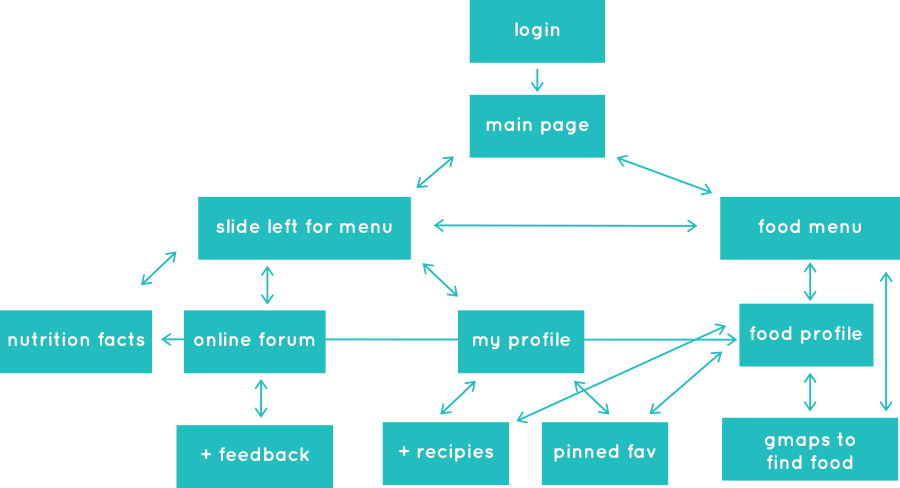 login
main page
slide left for menu
food menu
nutrition facts
online forum
my profile
food profile
+ feedback
+ recipies
pinned fav
gmaps to
find food